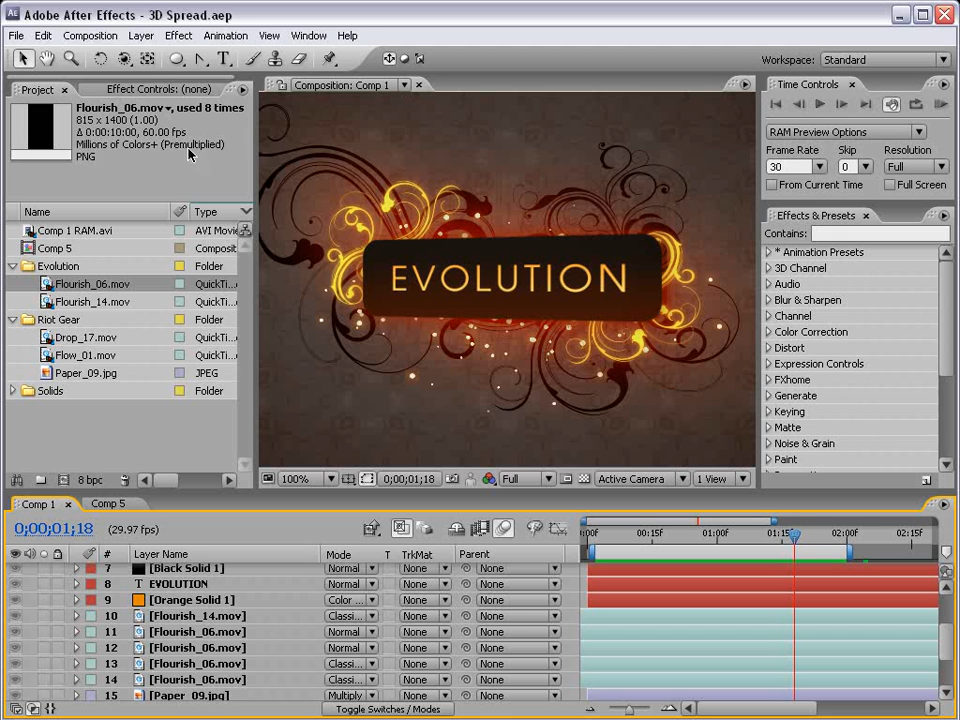 Adobe After Effects - 3D Spread.aep
File Edit Composition Layer Effect Animation View Window Help
Workspace: Standard
Project Effect Controls: (none)
Flourish_06.mov, used 8 times
815 x 1400 (1.00)
Δ 0:00:10:00, 60.00 fps
Millions of Colors+ (Premultiplied)
PNG
Name Type
Comp 1 RAM.avi AVI Movie
Comp 5 Composit
Evolution Folder
Flourish_06.mov QuickTi...
Flourish_14.mov QuickTi...
Riot Gear Folder
Drop_17.mov QuickTi...
Flow_01.mov QuickTi...
Paper_09.jpg JPEG
Solids Folder
8 bpc
Composition: Comp 1
EVOLUTION
100% 0;00;01;18 Full Active Camera 1 View
Time Controls
RAM Preview Options
Frame Rate Skip Resolution
30 0 Full
From Current Time Full Screen
Effects & Presets
Contains:
* Animation Presets
3D Channel
Audio
Blur & Sharpen
Channel
Color Correction
Distort
Expression Controls
FXhome
Generate
Keying
Matte
Noise & Grain
Paint
Comp 1 Comp 5
0;00;01;18 (29.97 fps)
:00f 00:15f 01:00f 01:15f 02:00f 02:15f
# Layer Name Mode T TrkMat Parent
7 [Black Solid 1] Normal None None
8 T EVOLUTION Normal None None
9 [Orange Solid 1] Color ... None None
10 [Flourish_14.mov] Classi... None None
11 [Flourish_06.mov] Normal None None
12 [Flourish_06.mov] Normal None None
13 [Flourish_06.mov] Classi... None None
14 [Flourish_06.mov] Classi... None None
15 [Paper_09.jpg] Multiply None None
Toggle Switches / Modes